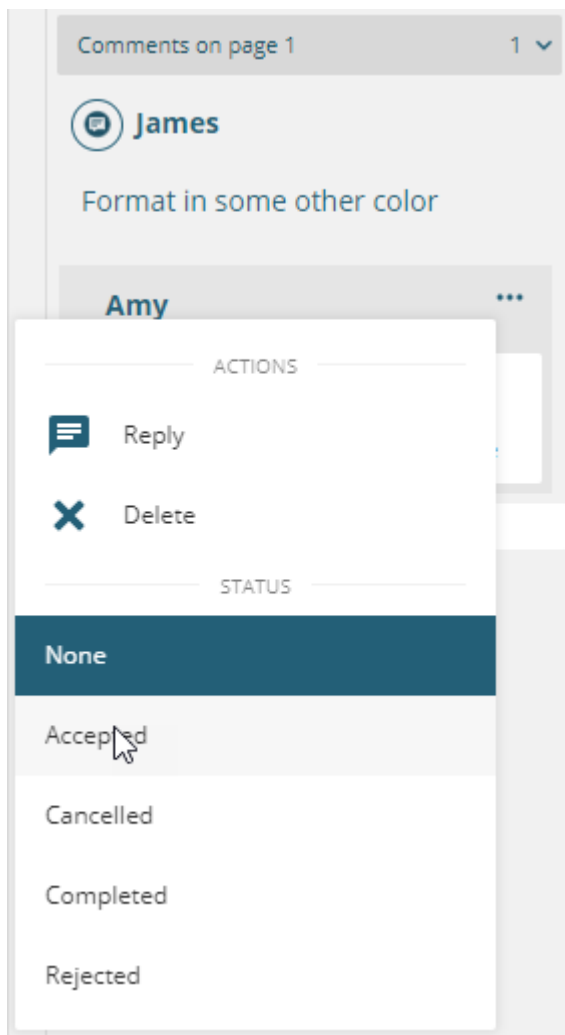 Comments on page 1 1
James
Format in some other color
Amy
ACTIONS
Reply
Delete
STATUS
None
Accepted
Cancelled
Completed
Rejected